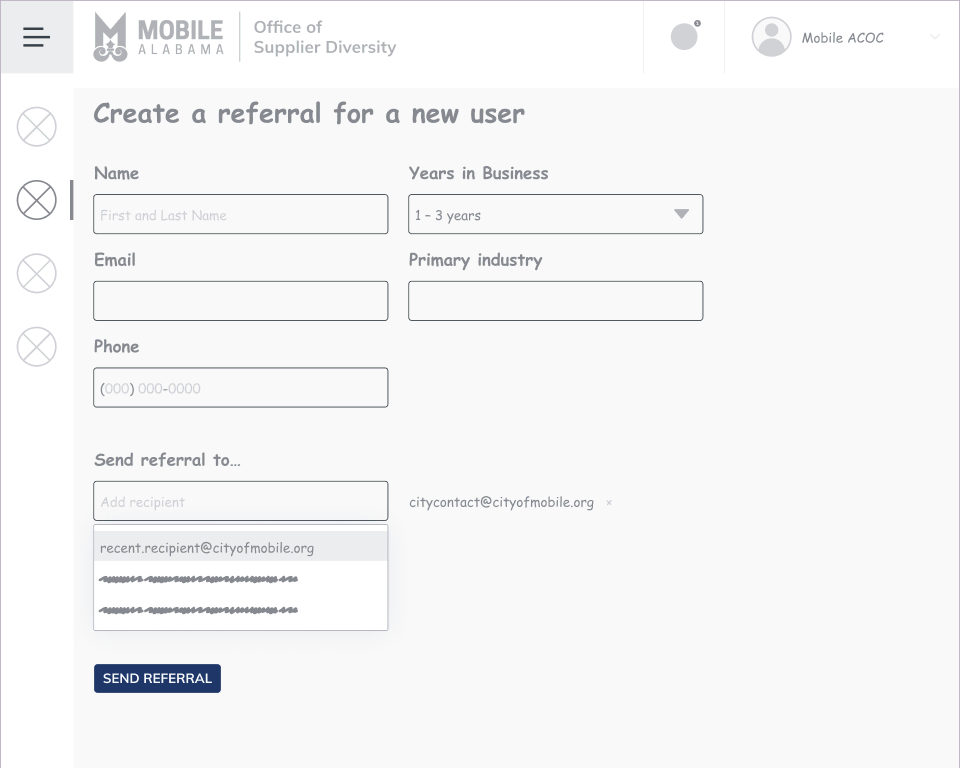 MOBILE
ALABAMA
Office of
Supplier Diversity
1
Mobile ACOC
Create a referral for a new user
Name
Years in Business
First and Last Name
1 - 3 years
Email
Primary industry
Phone
(000) 000-0000
Send referral to...
Add recipient
citycontact@cityofmobile.org ×
recent.recipient@cityofmobile.org
SEND REFERRAL